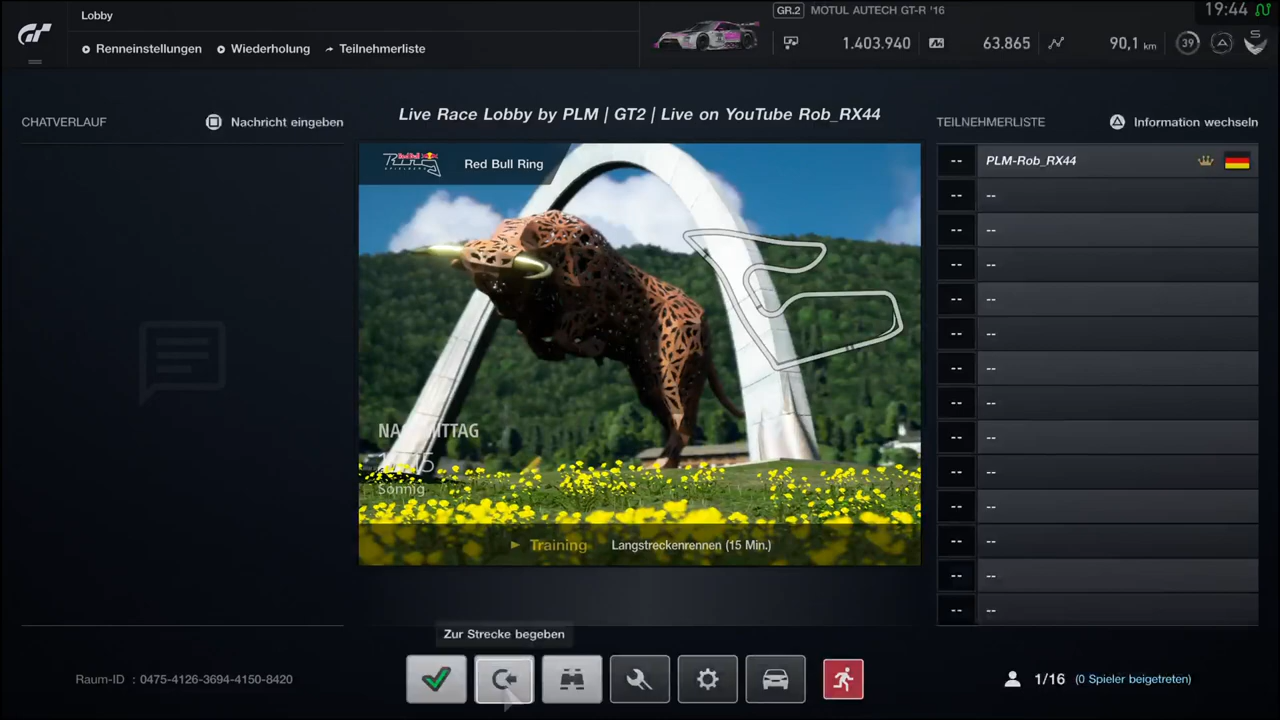 Lobby
GR.2 MOTUL AUTECH GT-R '16
19:44
Renneinstellungen Wiederholung Teilnehmerliste
1.403.940 63.865 90,1 km 39 A S
CHATVERLAUF Nachricht eingeben
Live Race Lobby by PLM | GT2 | Live on YouTube Rob_RX44
TEILNEHMERLISTE Information wechseln
Red Bull Ring
-- PLM-Rob_RX44
-- --
-- --
-- --
-- --
-- --
-- --
-- --
-- --
-- --
-- --
-- --
-- --
-- --
Sonnig
Training Langstreckenrennen (15 Min.)
Zur Strecke begeben
Raum-ID : 0475-4126-3694-4150-8420
1/16 (0 Spieler beigetreten)